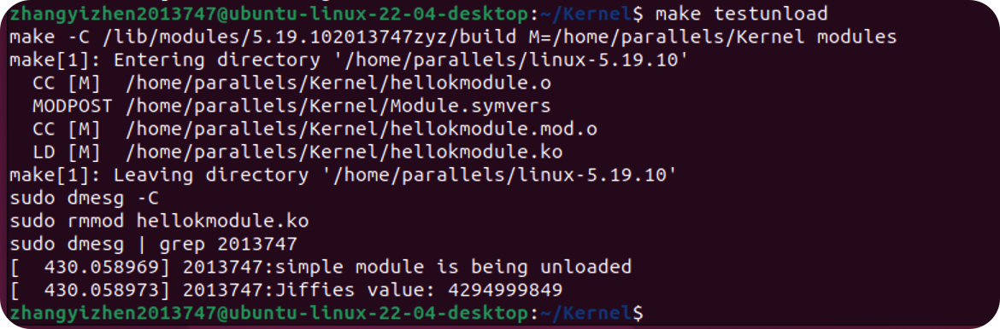 zhangyizhen2013747@ubuntu-linux-22-04-desktop:~/Kernel$ make testunload
make -C /lib/modules/5.19.102013747zyz/build M=/home/parallels/Kernel modules
make[1]: Entering directory '/home/parallels/linux-5.19.10'
  CC [M]  /home/parallels/Kernel/hellokmodule.o
  MODPOST /home/parallels/Kernel/Module.symvers
  CC [M]  /home/parallels/Kernel/hellokmodule.mod.o
  LD [M]  /home/parallels/Kernel/hellokmodule.ko
make[1]: Leaving directory '/home/parallels/linux-5.19.10'
sudo dmesg -C
sudo rmmod hellokmodule.ko
sudo dmesg | grep 2013747
[  430.058969] 2013747:simple module is being unloaded
[  430.058973] 2013747:Jiffies value: 4294999849
zhangyizhen2013747@ubuntu-linux-22-04-desktop:~/Kernel$